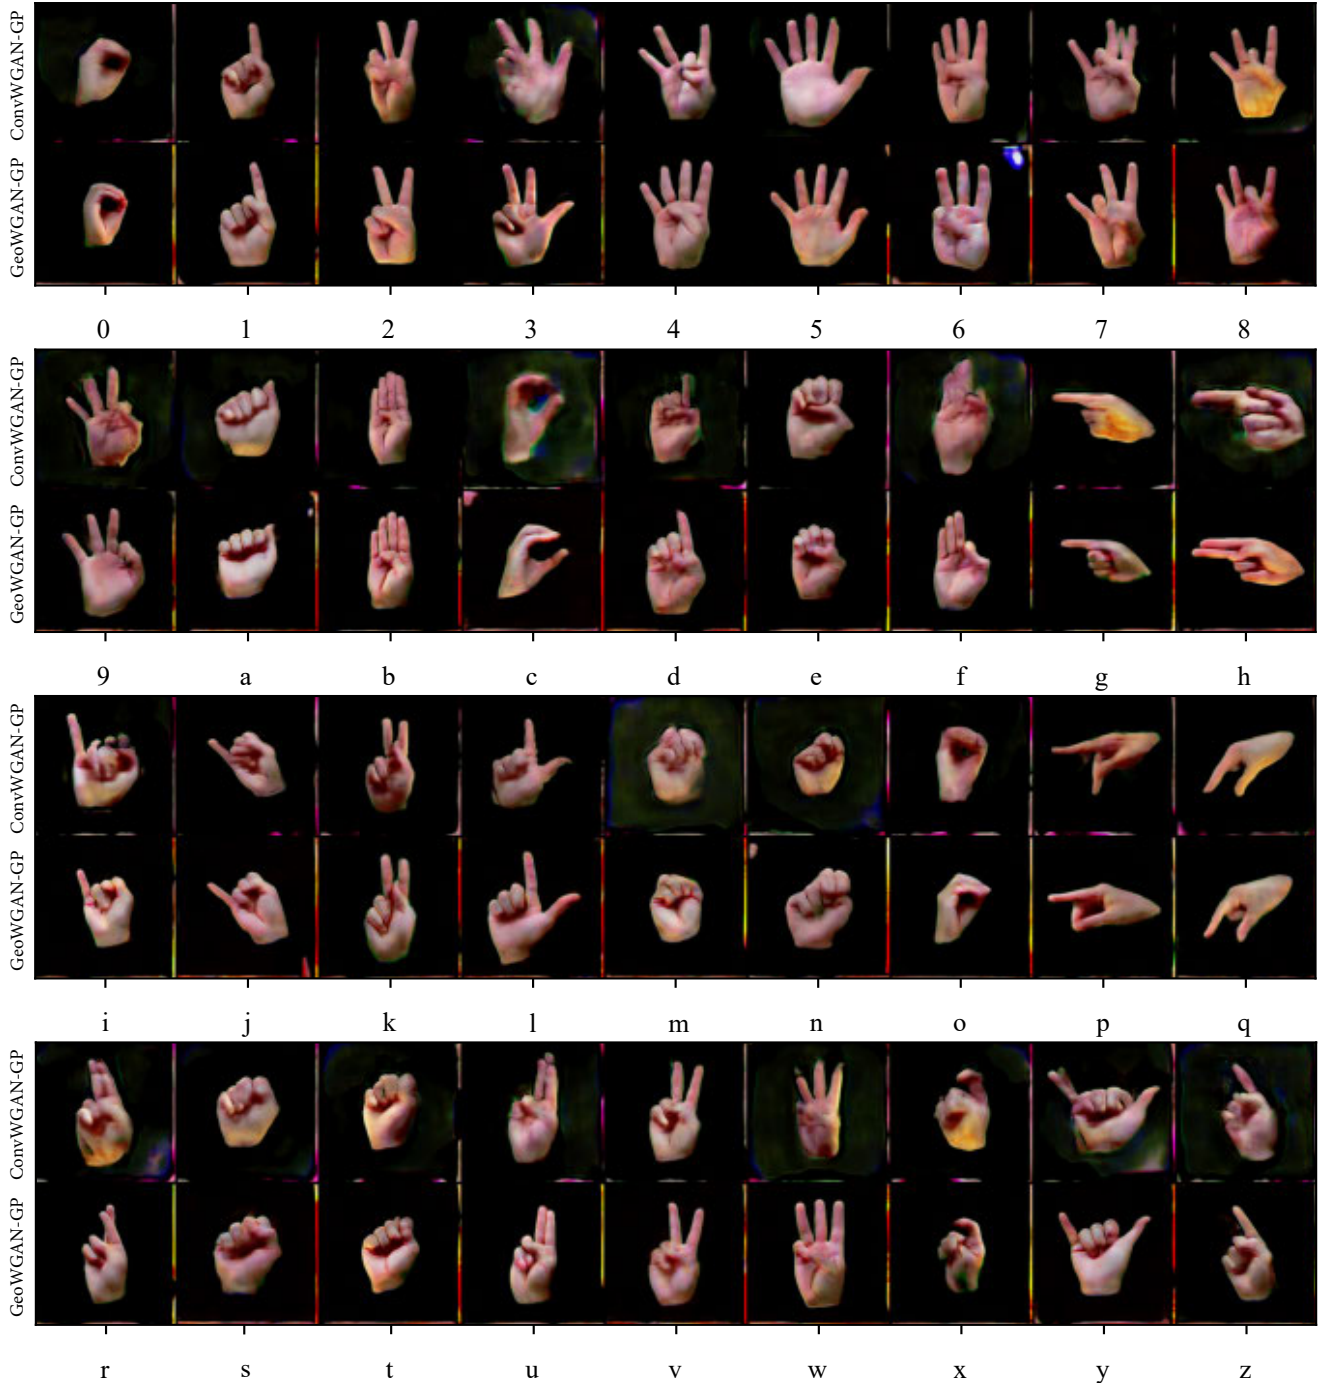 ConvWGAN-GP
GeoWGAN-GP
0 1 2 3 4 5 6 7 8
ConvWGAN-GP
GeoWGAN-GP
9 a b c d e f g h
ConvWGAN-GP
GeoWGAN-GP
i j k l m n o p q
ConvWGAN-GP
GeoWGAN-GP
r s t u v w x y z